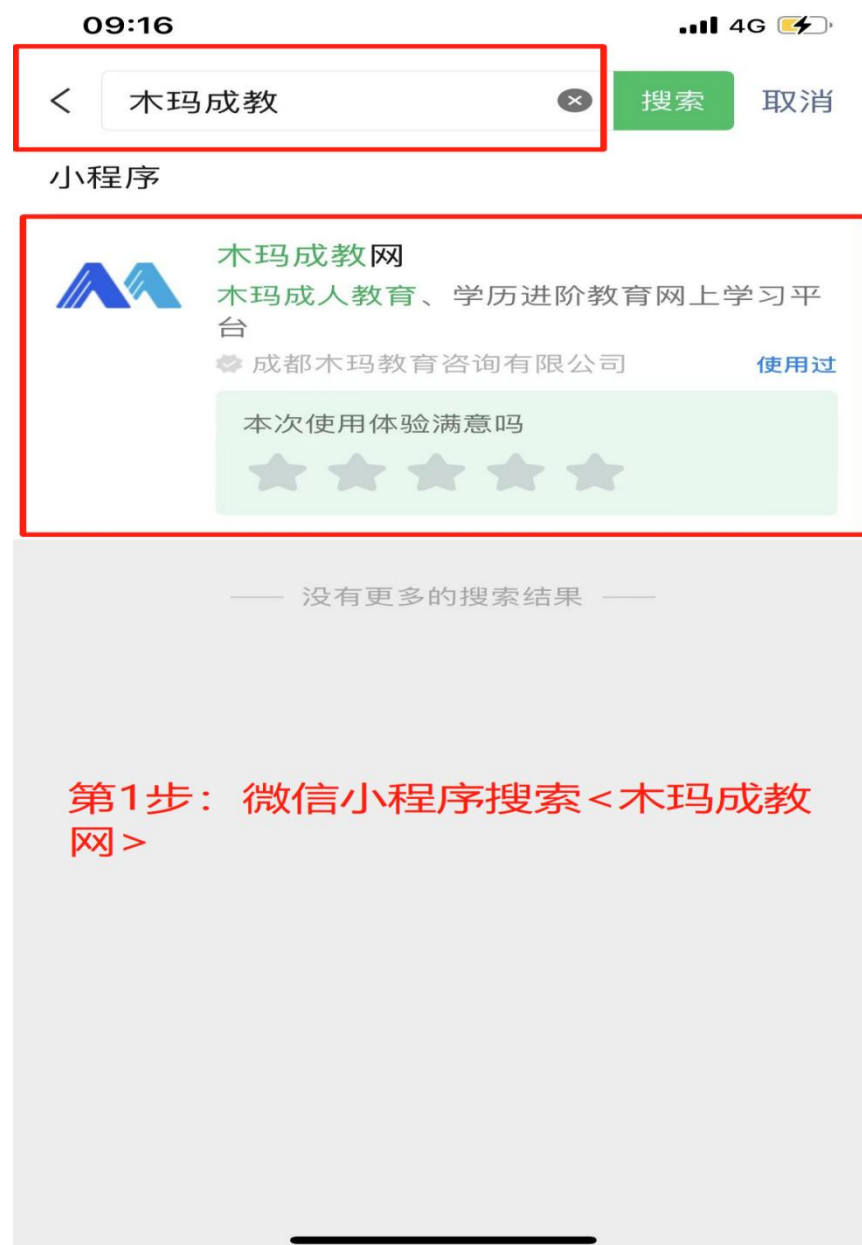 09:16 4G
木玛成教 搜索 取消
小程序
木玛成教网
木玛成人教育、学历进阶教育网上学习平
台
成都木玛教育咨询有限公司 使用过
本次使用体验满意吗
没有更多的搜索结果
第1步：微信小程序搜索<木玛成教
网>